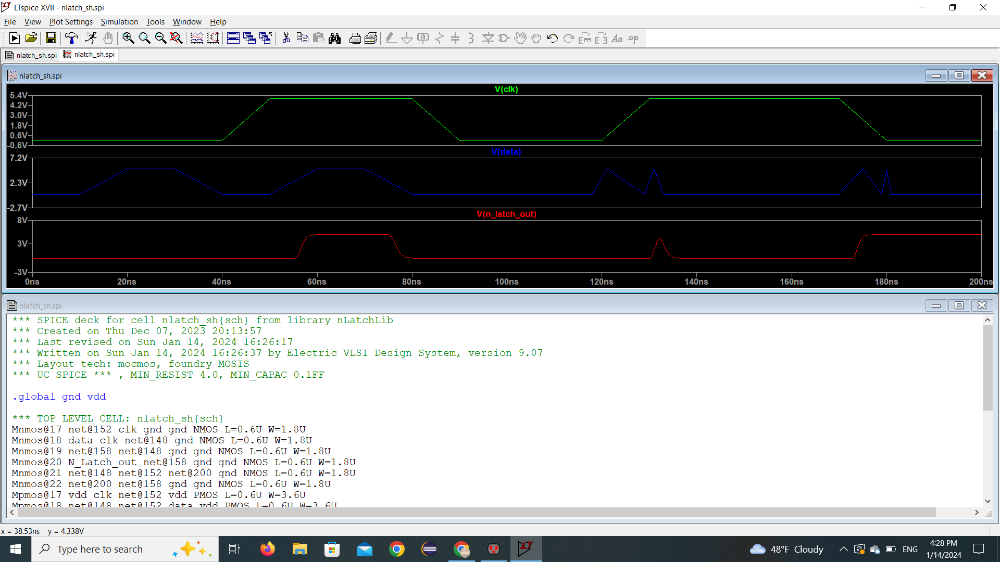 LTspice XVII - nlatch_sh.spi
File View Plot Settings Simulation Tools Window Help
nlatch_sh.spi nlatch_sh.spi
nlatch_sh.spi
V(clk)
5.4V
4.2V
3.0V
1.8V
0.6V
-0.6V
V(data)
7.2V
2.3V
-2.7V
V(n_latch_out)
8V
3V
-3V
0ns 20ns 40ns 60ns 80ns 100ns 120ns 140ns 160ns 180ns 200ns
nlatch_sh.spi
*** SPICE deck for cell nlatch_sh{sch} from library nLatchLib
*** Created on Thu Dec 07, 2023 20:13:57
*** Last revised on Sun Jan 14, 2024 16:26:17
*** Written on Sun Jan 14, 2024 16:26:37 by Electric VLSI Design System, version 9.07
*** Layout tech: mocmos, foundry MOSIS
*** UC SPICE *** , MIN_RESIST 4.0, MIN_CAPAC 0.1FF
.global gnd vdd
*** TOP LEVEL CELL: nlatch_sh{sch}
Mnmos@17 net@152 clk gnd gnd NMOS L=0.6U W=1.8U
Mnmos@18 data clk net@148 gnd NMOS L=0.6U W=1.8U
Mnmos@19 net@158 net@148 gnd gnd NMOS L=0.6U W=1.8U
Mnmos@20 N_Latch_out net@158 gnd gnd NMOS L=0.6U W=1.8U
Mnmos@21 net@148 net@152 net@200 gnd NMOS L=0.6U W=1.8U
Mnmos@22 net@200 net@158 gnd gnd NMOS L=0.6U W=1.8U
Mpmos@17 vdd clk net@152 vdd PMOS L=0.6U W=3.6U
Mpmos@18 net@148 net@152 data vdd PMOS L=0.6U W=3.6U
x = 38.53ns y = 4.338V
Type here to search
48°F Cloudy
ENG
4:28 PM
1/14/2024